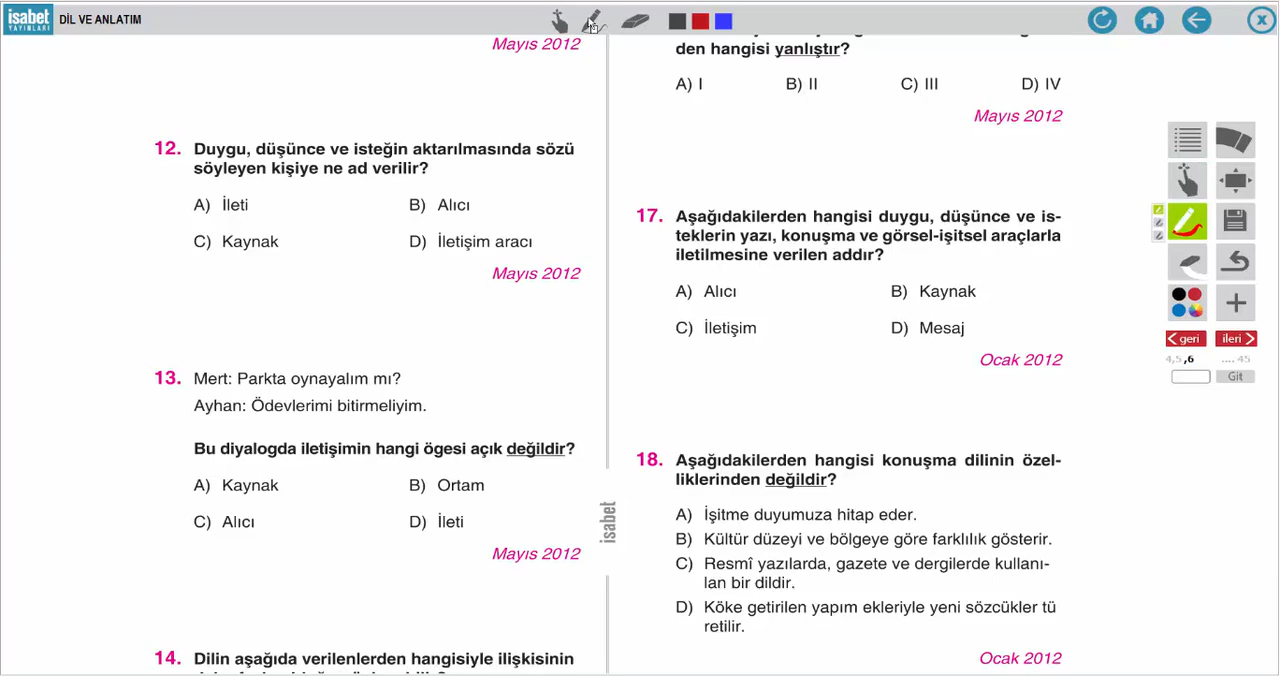 isabet
YAYINLARI
DİL VE ANLATIM
Mayıs 2012
12. Duygu, düşünce ve isteğin aktarılmasında sözü
söyleyen kişiye ne ad verilir?
A) İleti B) Alıcı
C) Kaynak D) İletişim aracı
Mayıs 2012
13. Mert: Parkta oynayalım mı?
Ayhan: Ödevlerimi bitirmeliyim.
Bu diyalogda iletişimin hangi ögesi açık değildir?
A) Kaynak B) Ortam
C) Alıcı D) İleti
Mayıs 2012
14. Dilin aşağıda verilenlerden hangisiyle ilişkisinin
isabet
den hangisi yanlıştır?
A) I B) II C) III D) IV
Mayıs 2012
17. Aşağıdakilerden hangisi duygu, düşünce ve is-
teklerin yazı, konuşma ve görsel-işitsel araçlarla
iletilmesine verilen addır?
A) Alıcı B) Kaynak
C) İletişim D) Mesaj
Ocak 2012
18. Aşağıdakilerden hangisi konuşma dilinin özel-
liklerinden değildir?
A) İşitme duyumuza hitap eder.
B) Kültür düzeyi ve bölgeye göre farklılık gösterir.
C) Resmî yazılarda, gazete ve dergilerde kullanı-
lan bir dildir.
D) Köke getirilen yapım ekleriyle yeni sözcükler tü
retilir.
Ocak 2012
geri ileri
4,5,6 .... 45
Git